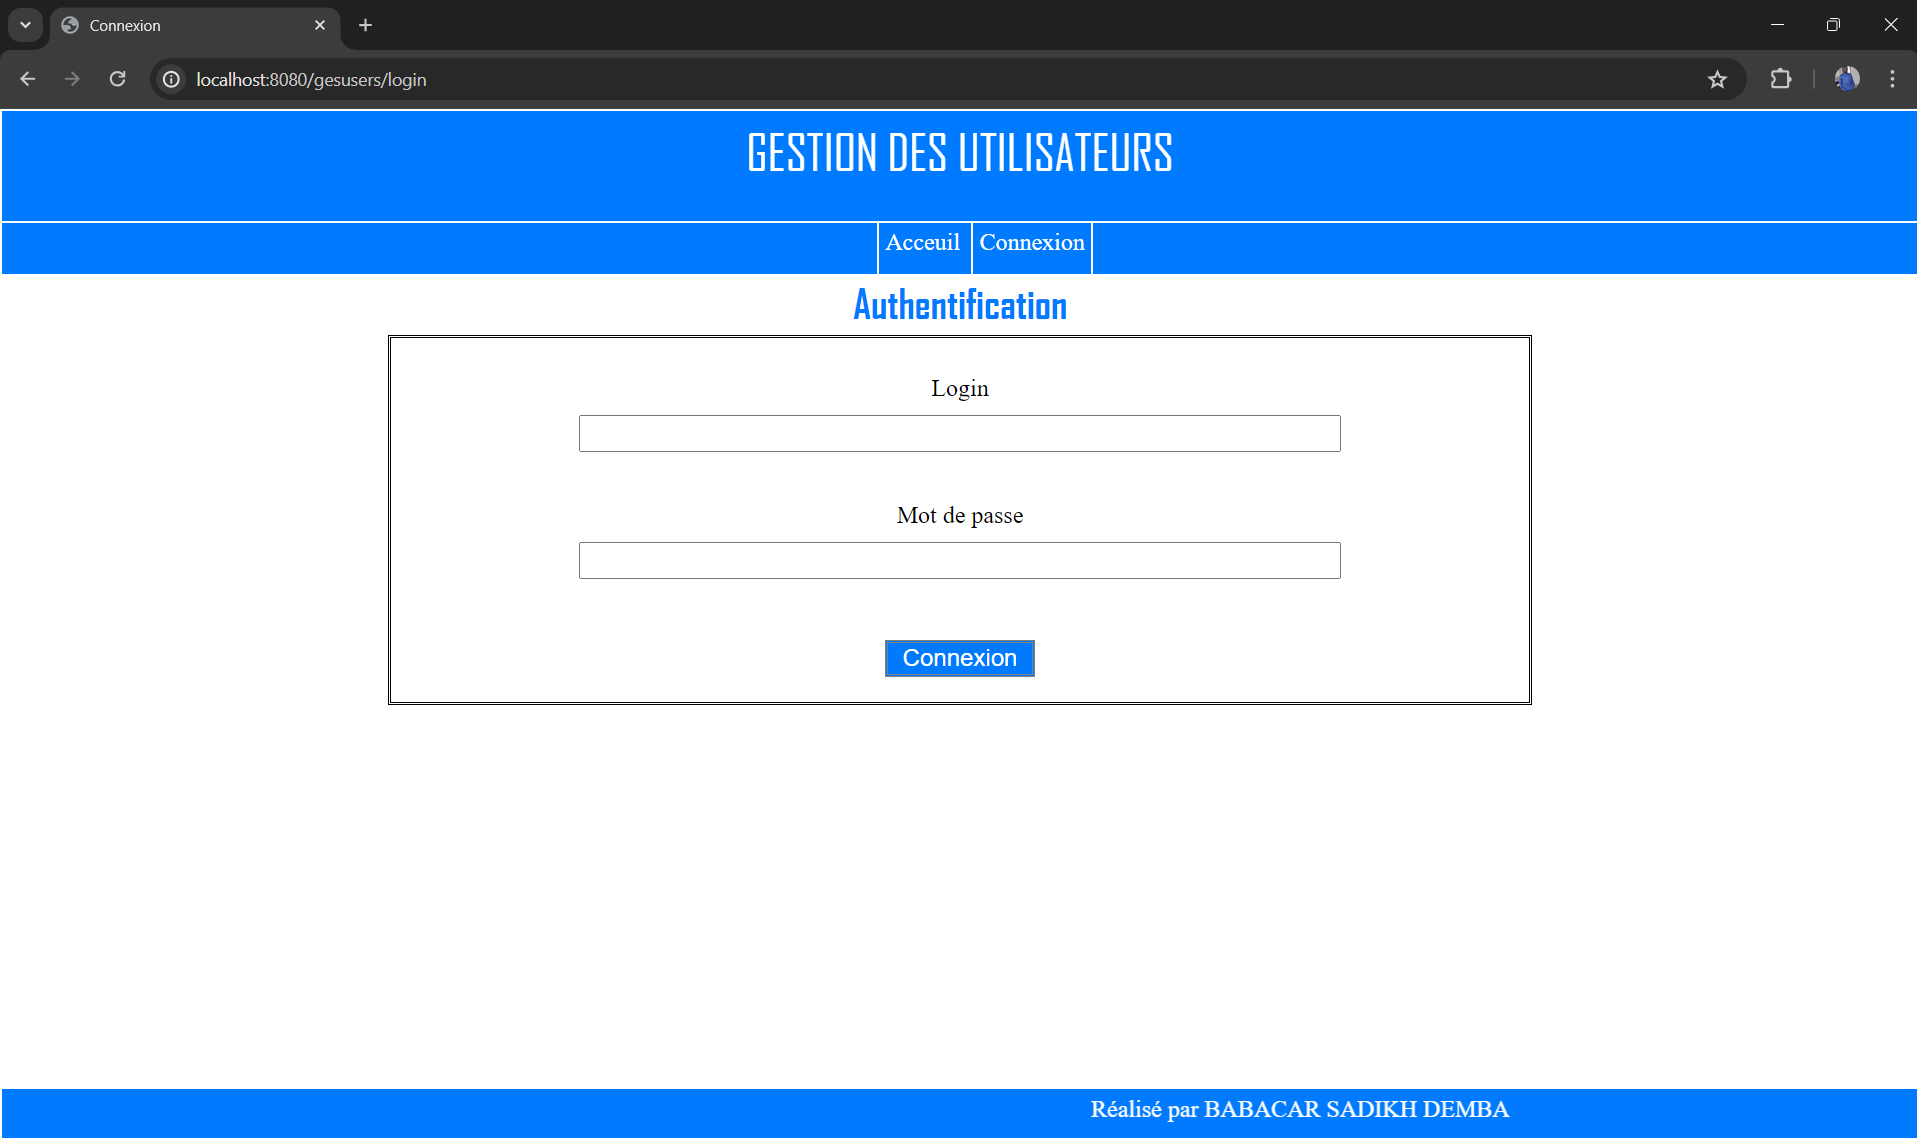 Connexion
localhost:8080/gesusers/login
GESTION DES UTILISATEURS
Acceuil Connexion
Authentification
Login
Mot de passe
Connexion
Réalisé par BABACAR SADIKH DEMBA